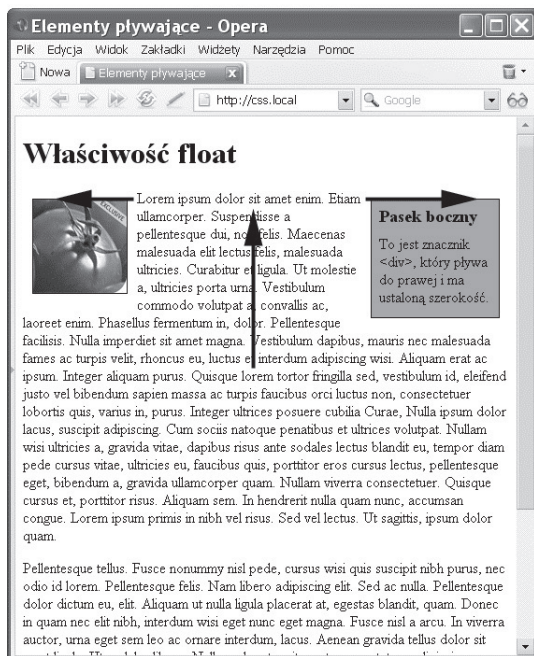 Elementy pływające - Opera
Plik Edycja Widok Zakładki Widżety Narzędzia Pomoc
Nowa Elementy pływające
http://css.local Google
Właściwość float
EXCLUSIVE
Lorem ipsum dolor sit amet enim. Etiam
ullamcorper. Suspendisse a
pellentesque dui, non felis. Maecenas
malesuada elit lectus felis, malesuada
ultricies. Curabitur et ligula. Ut molestie
a, ultricies porta urna. Vestibulum
commodo volutpat a, convallis ac,
laoreet enim. Phasellus fermentum in, dolor. Pellentesque
facilisis. Nulla imperdiet sit amet magna. Vestibulum dapibus, mauris nec malesuada
fames ac turpis velit, rhoncus eu, luctus et interdum adipiscing wisi. Aliquam erat ac
ipsum. Integer aliquam purus. Quisque lorem tortor fringilla sed, vestibulum id, eleifend
justo vel bibendum sapien massa ac turpis faucibus orci luctus non, consectetuer
lobortis quis, varius in, purus. Integer ultrices posuere cubilia Curae, Nulla ipsum dolor
lacus, suscipit adipiscing. Cum sociis natoque penatibus et ultrices volutpat. Nullam
wisi ultricies a, gravida vitae, dapibus risus ante sodales lectus blandit eu, tempor diam
pede cursus vitae, ultricies eu, faucibus quis, porttitor eros cursus lectus, pellentesque
eget, bibendum a, gravida ullamcorper quam. Nullam viverra consectetuer. Quisque
cursus et, porttitor risus. Aliquam sem. In hendrerit nulla quam nunc, accumsan
congue. Lorem ipsum primis in nibh vel risus. Sed vel lectus. Ut sagittis, ipsum dolor
quam.
Pasek boczny
To jest znacznik
<div>, który pływa
do prawej i ma
ustaloną szerokość.
Pellentesque tellus. Fusce nonummy nisl pede, cursus wisi quis suscipit nibh purus, nec
odio id lorem. Pellentesque felis. Nam libero adipiscing elit. Sed ac nulla. Pellentesque
dolor dictum eu, elit. Aliquam ut nulla ligula placerat at, egestas blandit, quam. Donec
in quam nec elit nibh, interdum wisi eget nunc eget magna. Fusce nisl a arcu. In viverra
auctor, urna eget sem leo ac ornare interdum, lacus. Aenean gravida tellus dolor sit